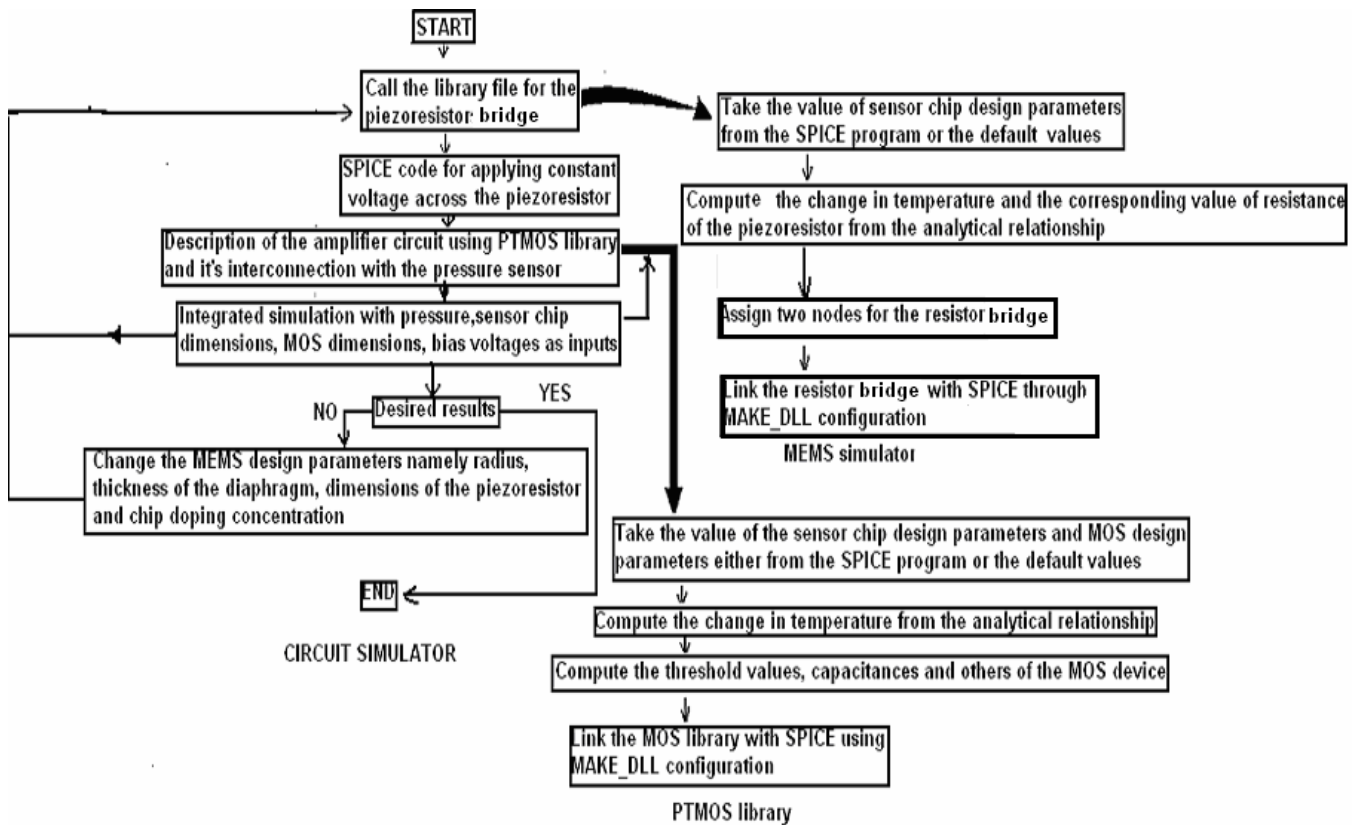 START
Call the library file for the
piezoresistor bridge
SPICE code for applying constant
voltage across the piezoresistor
Description of the amplifier circuit using PTMOS library
and it's interconnection with the pressure sensor
Integrated simulation with pressure,sensor chip
dimensions, MOS dimensions, bias voltages as inputs
YES
NO
Desired results
Change the MEMS design parameters namely radius,
thickness of the diaphragm, dimensions of the piezoresistor
and chip doping concentration
END
CIRCUIT SIMULATOR
Take the value of sensor chip design parameters
from the SPICE program or the default values
Compute the change in temperature and the corresponding value of resistance
of the piezoresistor from the analytical relationship
Assign two nodes for the resistor bridge
Link the resistor bridge with SPICE through
MAKE_DLL configuration
MEMS simulator
Take the value of the sensor chip design parameters and MOS design
parameters either from the SPICE program or the default values
Compute the change in temperature from the analytical relationship
Compute the threshold values, capacitances and others of the MOS device
Link the MOS library with SPICE using
MAKE_DLL configuration
PTMOS library